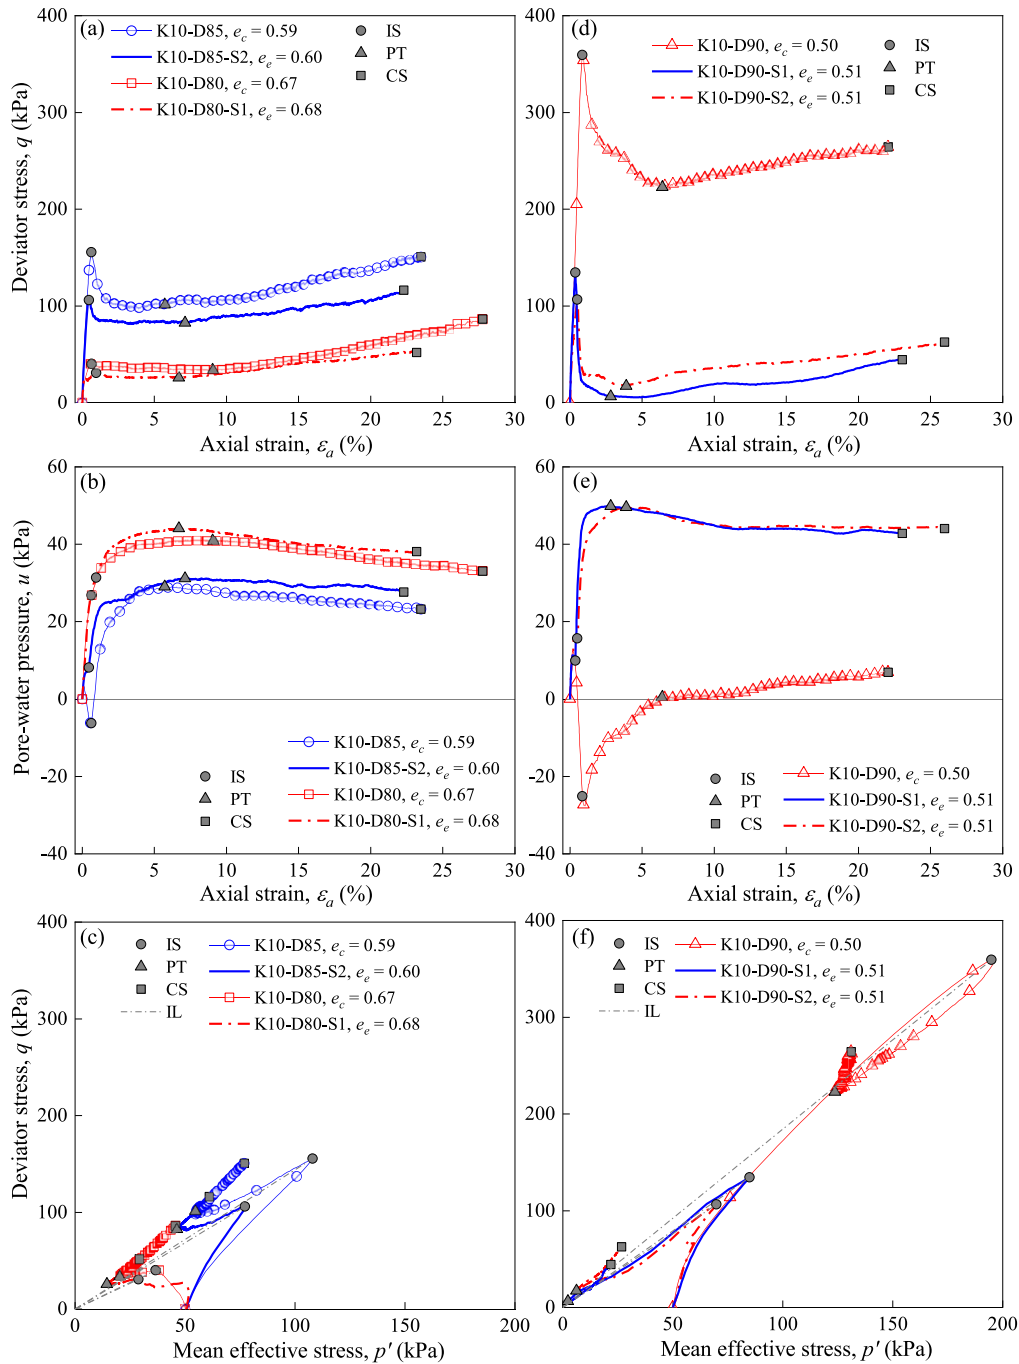 (a)
K10-D85, e_c = 0.59
K10-D85-S2, e_e = 0.60
K10-D80, e_c = 0.67
K10-D80-S1, e_e = 0.68
IS
PT
CS
400
300
200
100
0
Deviator stress, q (kPa)
0 5 10 15 20 25 30
Axial strain, ε_a (%)
(d)
K10-D90, e_c = 0.50
K10-D90-S1, e_e = 0.51
K10-D90-S2, e_e = 0.51
IS
PT
CS
400
300
200
100
0
0 5 10 15 20 25 30
Axial strain, ε_a (%)
(b)
60
40
20
0
-20
-40
Pore-water pressure, u (kPa)
IS
PT
CS
K10-D85, e_c = 0.59
K10-D85-S2, e_e = 0.60
K10-D80, e_c = 0.67
K10-D80-S1, e_e = 0.68
0 5 10 15 20 25 30
Axial strain, ε_a (%)
(e)
60
40
20
0
-20
-40
IS
PT
CS
K10-D90, e_c = 0.50
K10-D90-S1, e_e = 0.51
K10-D90-S2, e_e = 0.51
0 5 10 15 20 25 30
Axial strain, ε_a (%)
(c)
IS
PT
CS
IL
K10-D85, e_c = 0.59
K10-D85-S2, e_e = 0.60
K10-D80, e_c = 0.67
K10-D80-S1, e_e = 0.68
400
300
200
100
0
Deviator stress, q (kPa)
0 50 100 150 200
Mean effective stress, p' (kPa)
(f)
IS
PT
CS
IL
K10-D90, e_c = 0.50
K10-D90-S1, e_e = 0.51
K10-D90-S2, e_e = 0.51
400
300
200
100
0
0 50 100 150 200
Mean effective stress, p' (kPa)